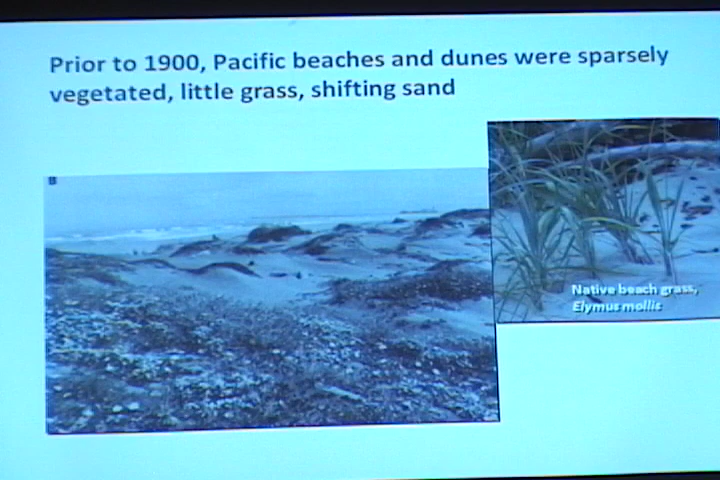 Prior to 1900, Pacific beaches and dunes were sparsely
vegetated, little grass, shifting sand
B
Native beach grass,
Elymus mollis